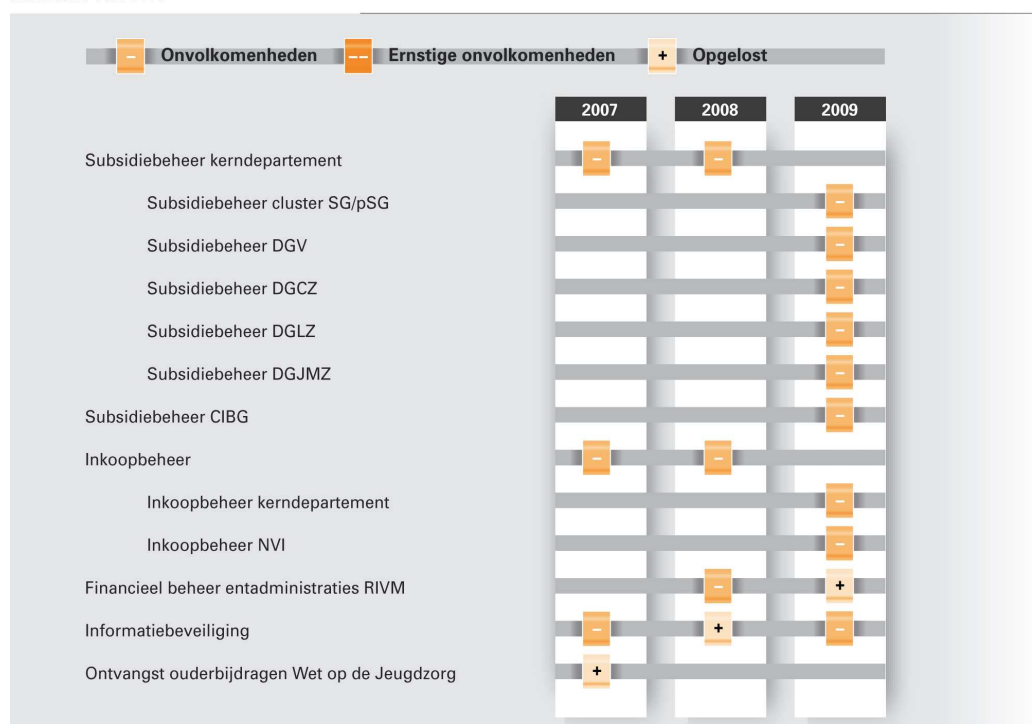 – Onvolkomenheden –– Ernstige onvolkomenheden + Opgelost
2007 2008 2009
Subsidiebeheer kerndepartement – –
Subsidiebeheer cluster SG/pSG –
Subsidiebeheer DGV –
Subsidiebeheer DGCZ –
Subsidiebeheer DGLZ –
Subsidiebeheer DGJMZ –
Subsidiebeheer CIBG –
Inkoopbeheer – –
Inkoopbeheer kerndepartement –
Inkoopbeheer NVI –
Financieel beheer entadministraties RIVM – +
Informatiebeveiliging – + –
Ontvangst ouderbijdragen Wet op de Jeugdzorg +